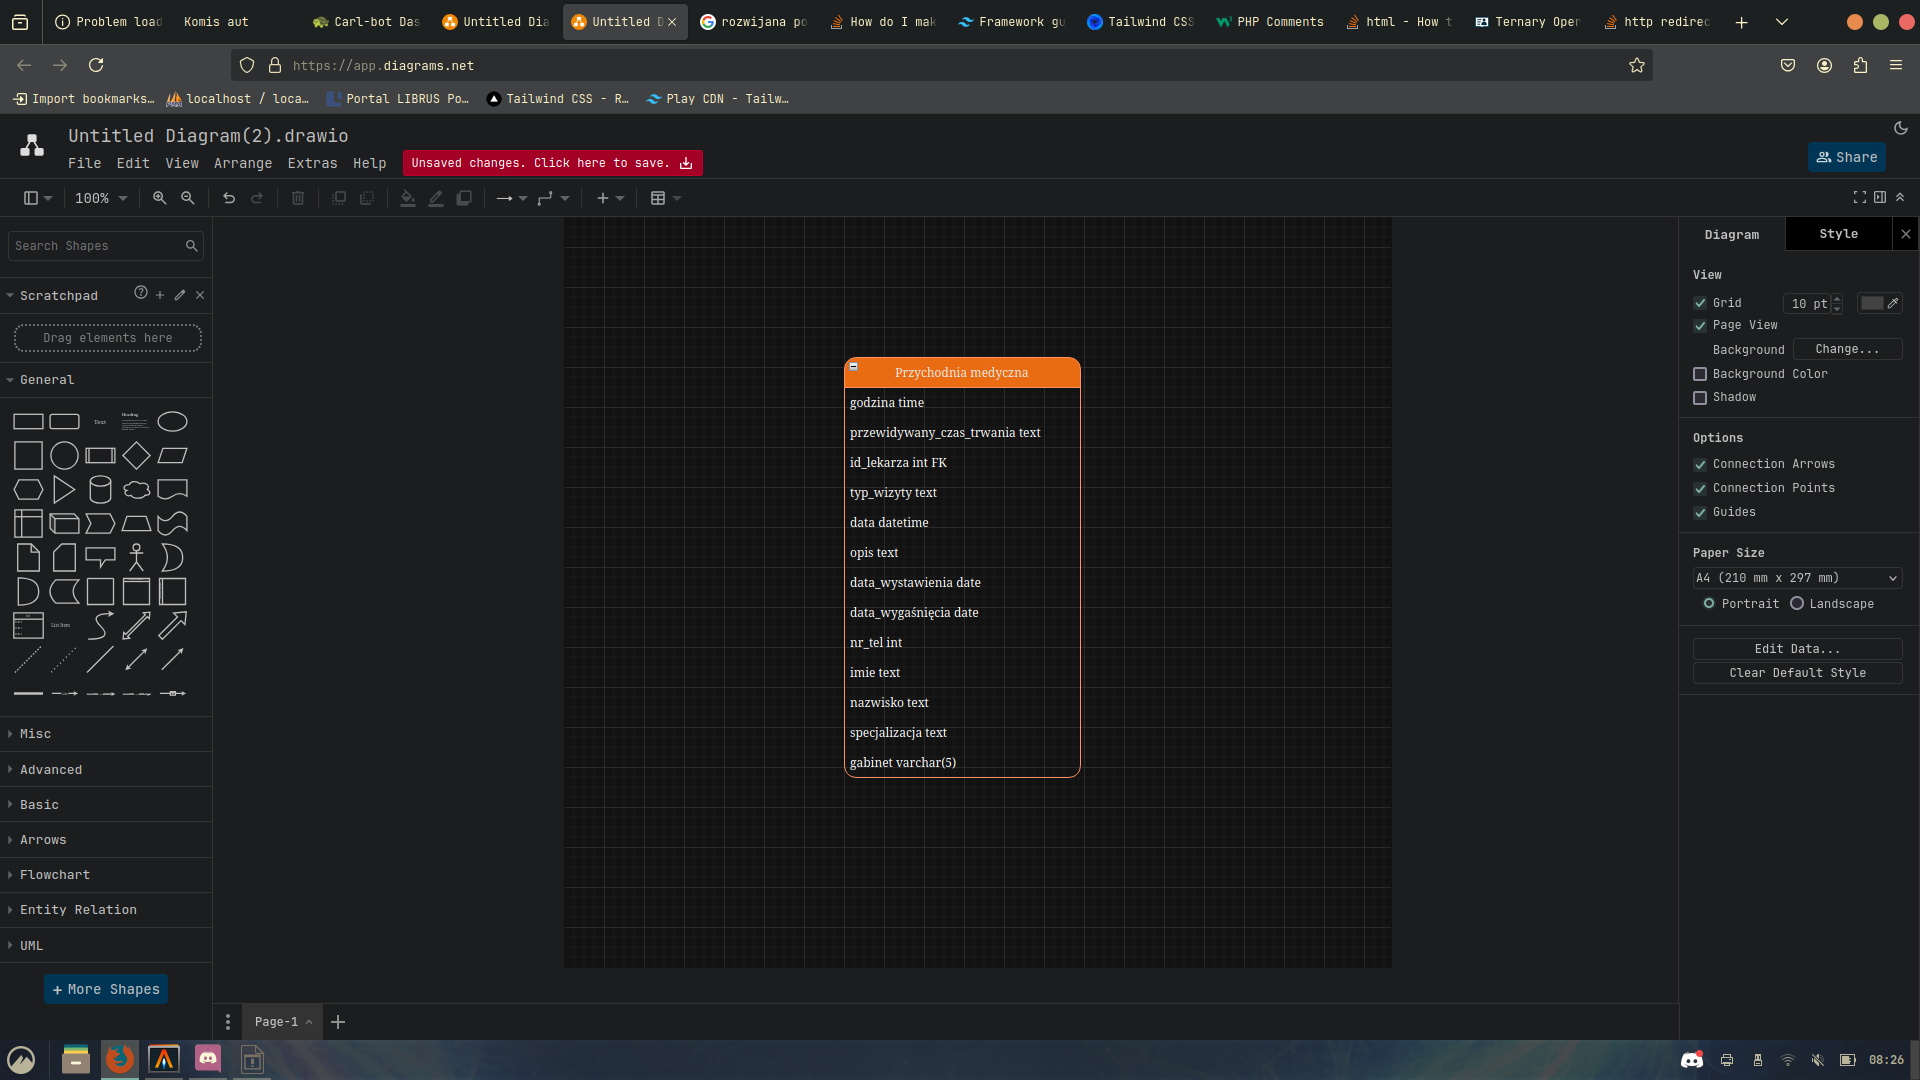 Problem load
Komis aut
Carl-bot Das
Untitled Dia
Untitled D
rozwijana po
How do I mak
Framework gu
Tailwind CSS
PHP Comments
html - How t
Ternary Oper
http redirec
https://app.diagrams.net
Import bookmarks…
localhost / loca…
Portal LIBRUS Po…
Tailwind CSS - R…
Play CDN - Tailw…
Untitled Diagram(2).drawio
File Edit View Arrange Extras Help
Unsaved changes. Click here to save.
Share
100%
Search Shapes
Scratchpad
Drag elements here
General
Text
Heading
List Item
Misc
Advanced
Basic
Arrows
Flowchart
Entity Relation
UML
+ More Shapes
Przychodnia medyczna
godzina time
przewidywany_czas_trwania text
id_lekarza int FK
typ_wizyty text
data datetime
opis text
data_wystawienia date
data_wygaśnięcia date
nr_tel int
imie text
nazwisko text
specjalizacja text
gabinet varchar(5)
Page-1
Diagram
Style
View
Grid
10 pt
Page View
Background
Change...
Background Color
Shadow
Options
Connection Arrows
Connection Points
Guides
Paper Size
A4 (210 mm x 297 mm)
Portrait
Landscape
Edit Data...
Clear Default Style
08:26